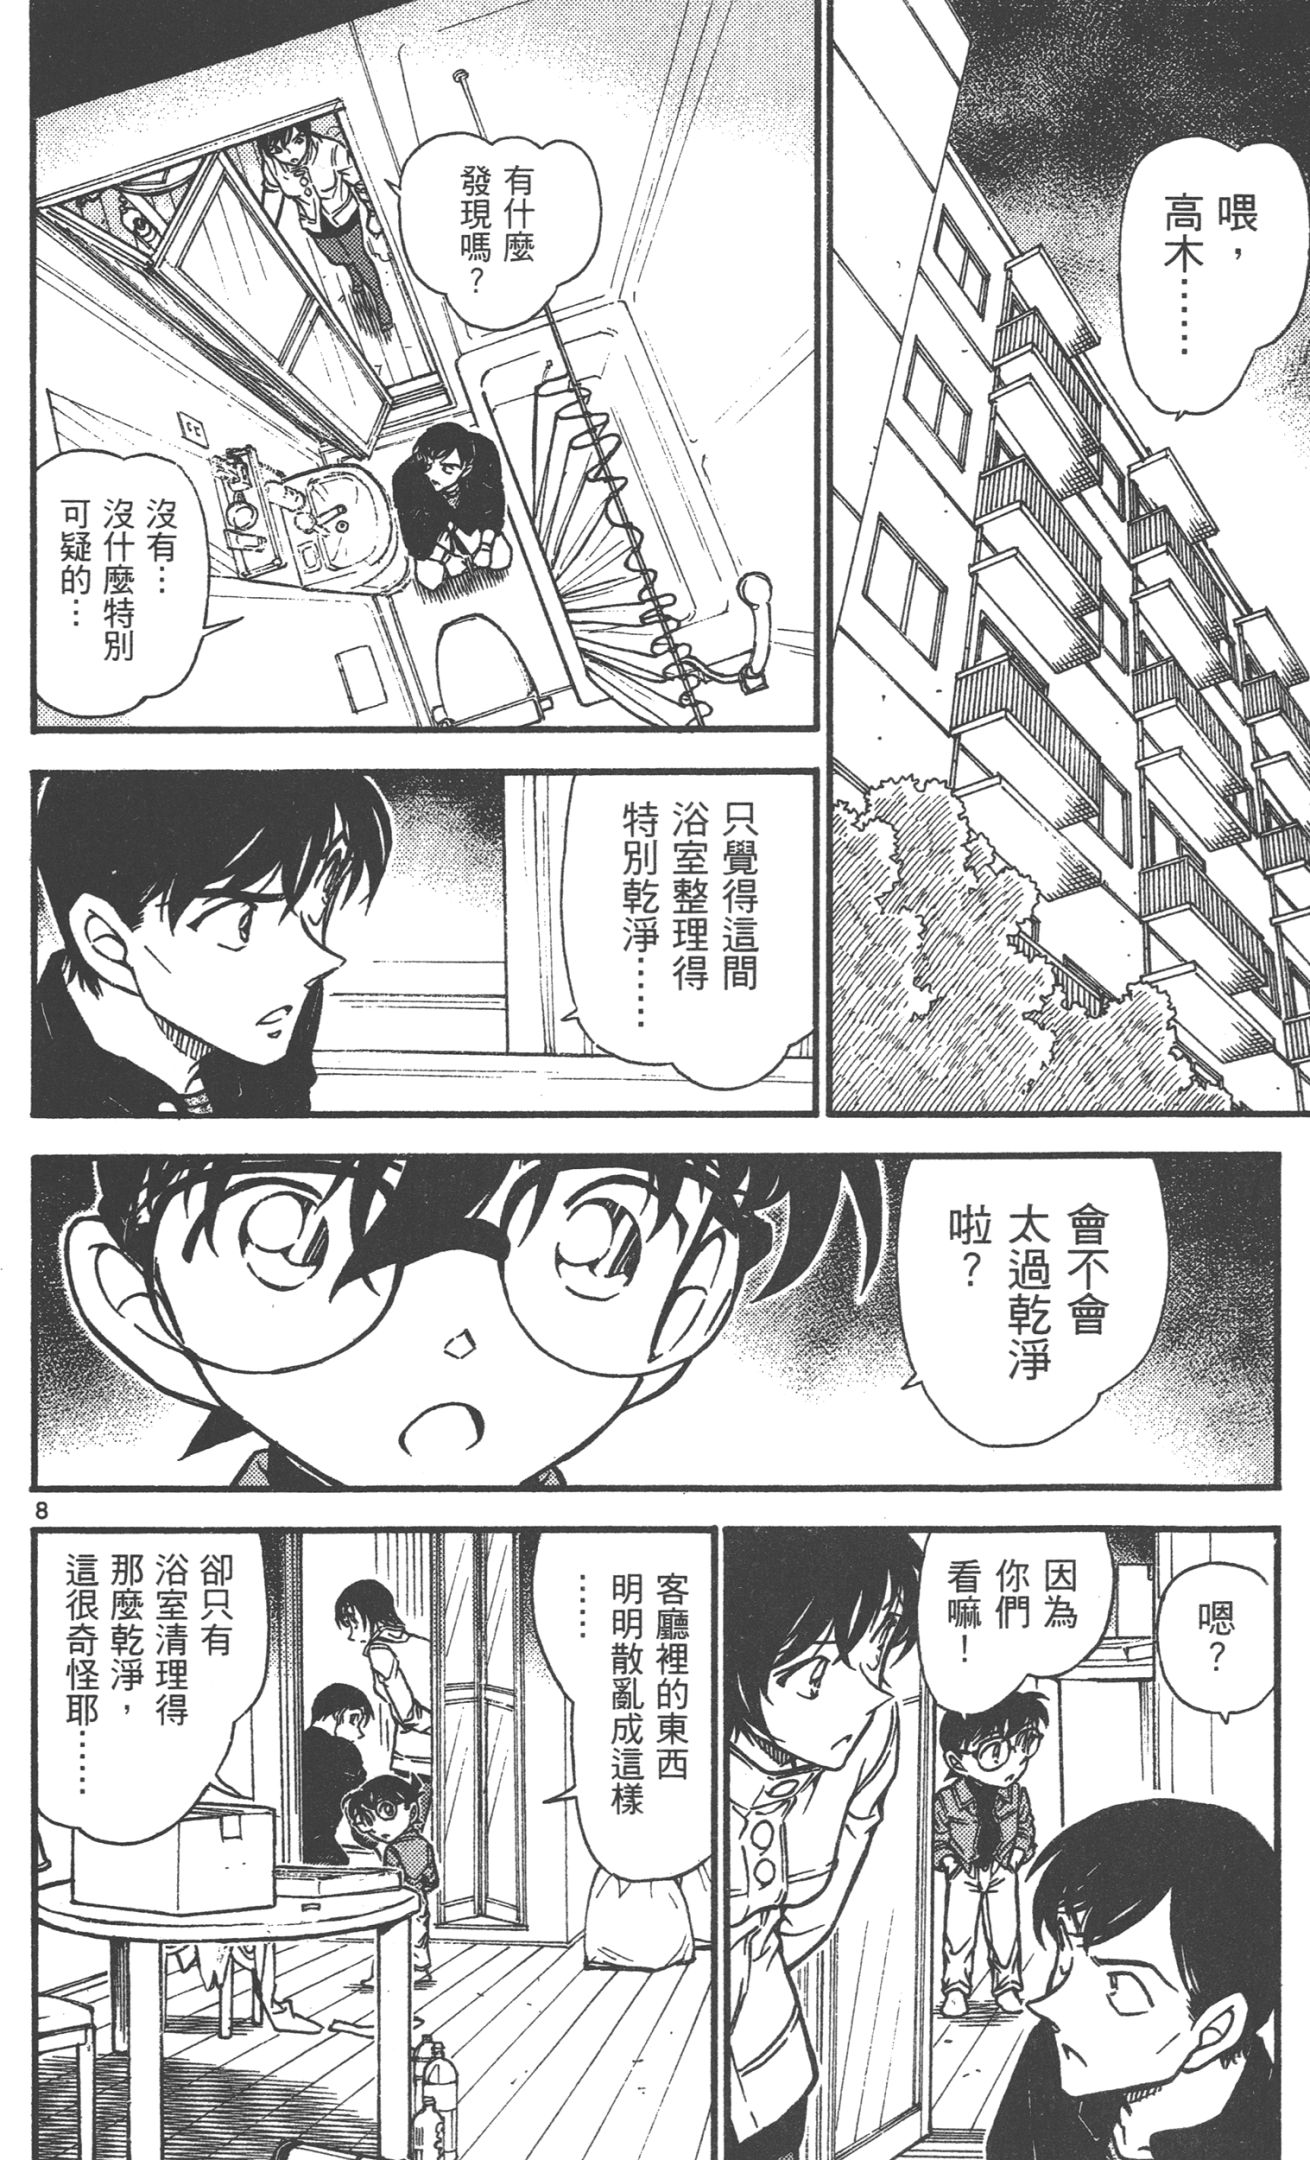 喂，
高木……
有什麼
發現嗎？
沒有…
沒什麼特別
可疑的…
只覺得這間
浴室整理得
特別乾淨……
會不會
太過乾淨
啦？
嗯？
因為
你們
看嘛！
客廳裡的東西
明明散亂成這樣
……
卻只有
浴室清理得
那麼乾淨，
這很奇怪耶……
8